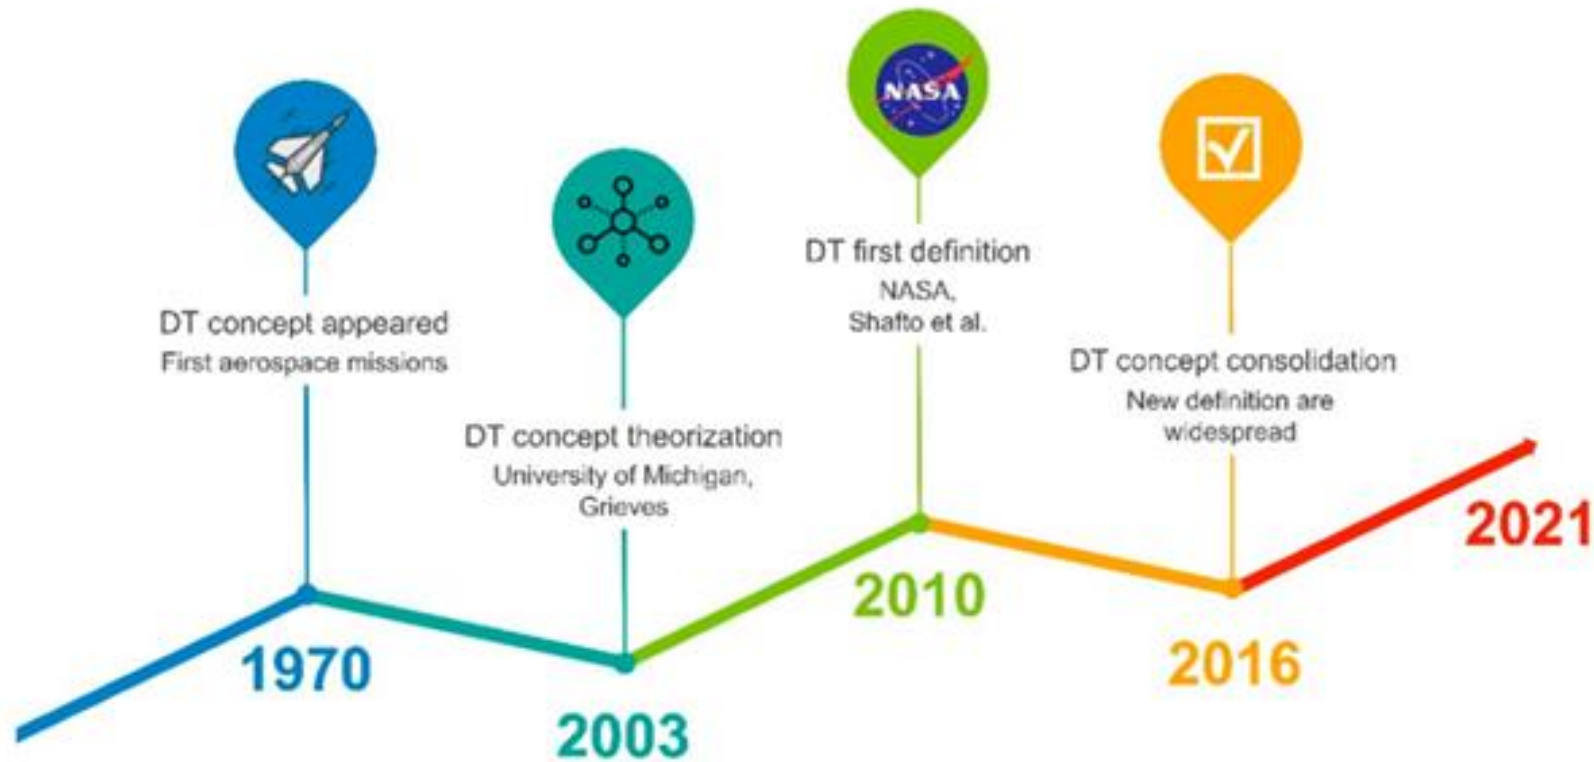 DT concept appeared
First aerospace missions
1970
DT concept theorization
University of Michigan,
Grieves
2003
NASA
DT first definition
NASA,
Shafto et al.
2010
DT concept consolidation
New definition are
widespread
2016
2021